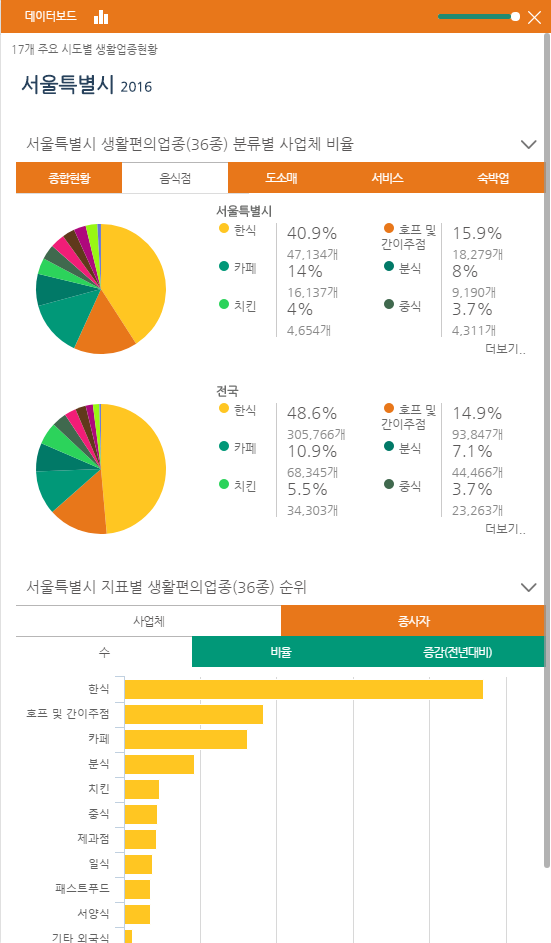 데이터보드
17개 주요 시도별 생활업종현황
서울특별시 2016
서울특별시 생활편의업종(36종) 분류별 사업체 비율
종합현황 음식점 도소매 서비스 숙박업
서울특별시
한식 40.9% 호프 및 간이주점 15.9%
47,134개 18,279개
카페 14% 분식 8%
16,137개 9,190개
치킨 4% 중식 3.7%
4,654개 4,311개
더보기..
전국
한식 48.6% 호프 및 간이주점 14.9%
305,766개 93,847개
카페 10.9% 분식 7.1%
68,345개 44,466개
치킨 5.5% 중식 3.7%
34,303개 23,263개
더보기..
서울특별시 지표별 생활편의업종(36종) 순위
사업체 종사자
수 비율 증감(전년대비)
한식
호프 및 간이주점
카페
분식
치킨
중식
제과점
일식
패스트푸드
서양식
기타 외국식